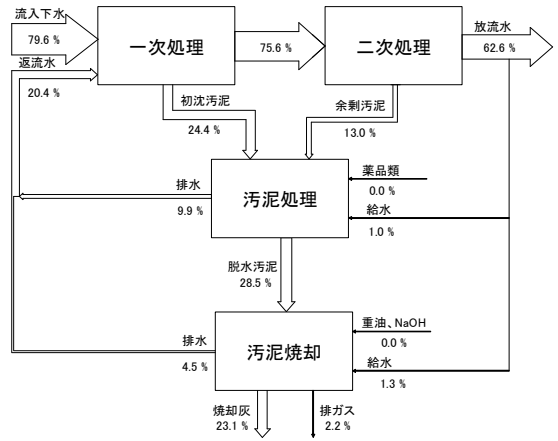 流入下水
79.6 %
一次処理
75.6 %
二次処理
放流水
62.6 %
返流水
20.4 %
初沈汚泥
24.4 %
余剰汚泥
13.0 %
汚泥処理
薬品類
0.0 %
排水
9.9 %
給水
1.0 %
脱水汚泥
28.5 %
汚泥焼却
重油、NaOH
0.0 %
排水
4.5 %
給水
1.3 %
焼却灰
23.1 %
排ガス
2.2 %